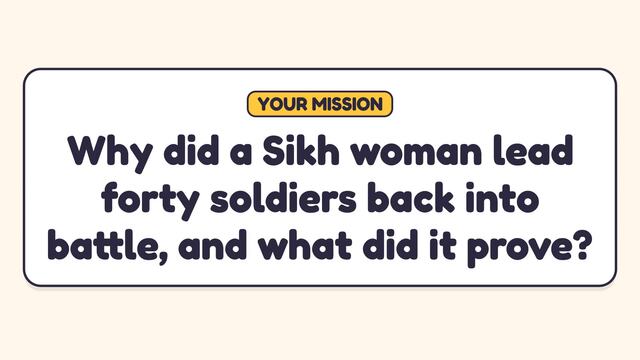 YOUR MISSION
Why did a Sikh woman lead
forty soldiers back into
battle, and what did it prove?